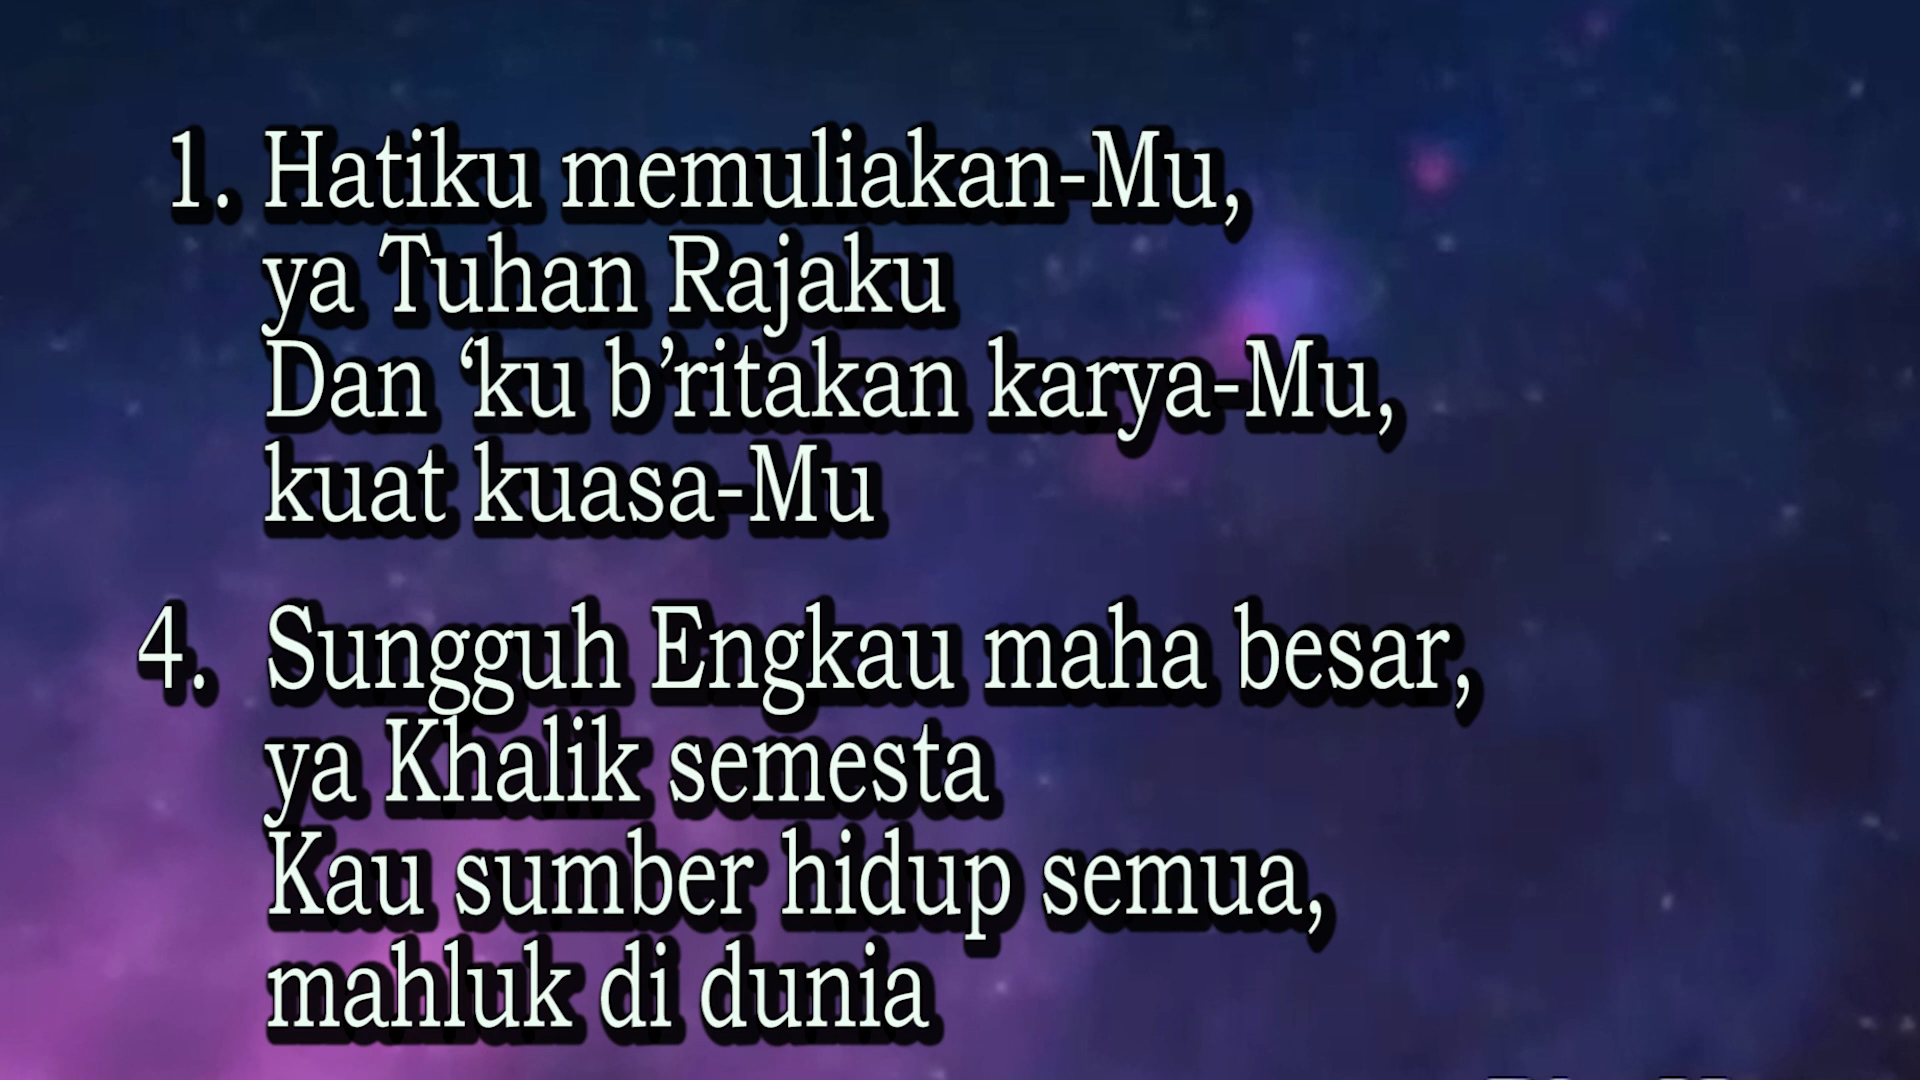 1. Hatiku memuliakan-Mu,
ya Tuhan Rajaku
Dan ‘ku b’ritakan karya-Mu,
kuat kuasa-Mu
4. Sungguh Engkau maha besar,
ya Khalik semesta
Kau sumber hidup semua,
mahluk di dunia